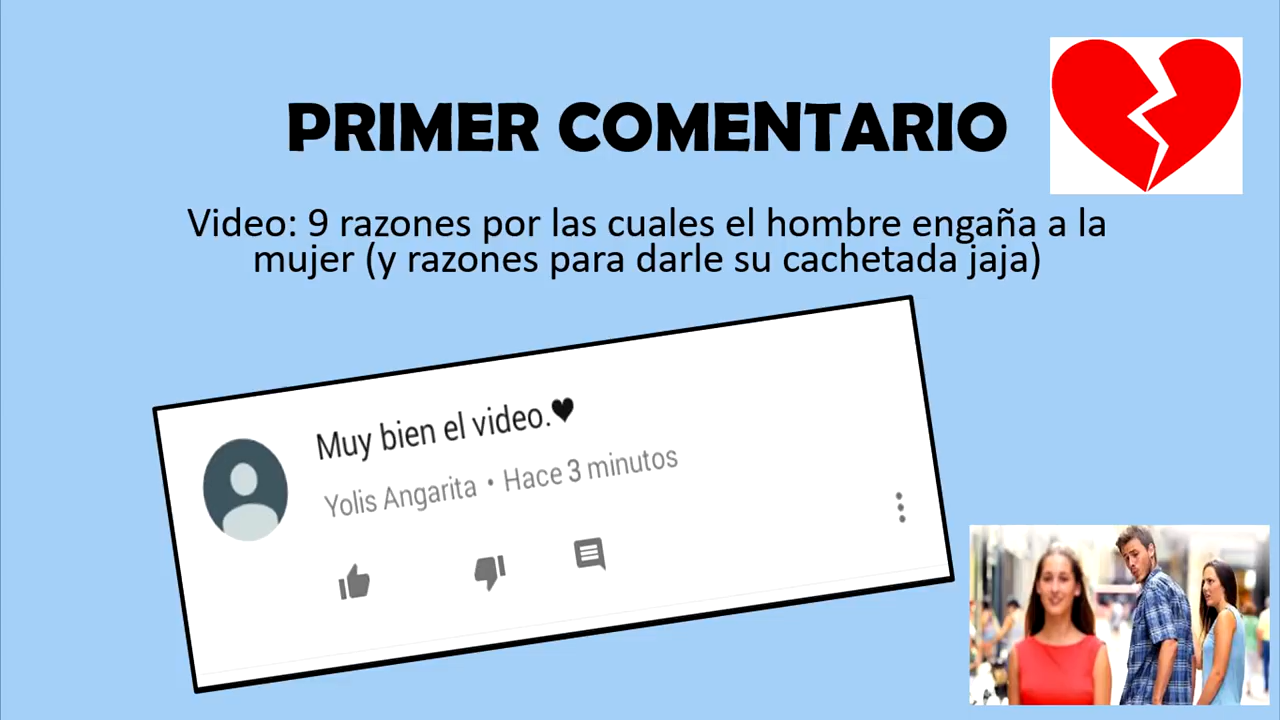 PRIMER COMENTARIO
Video: 9 razones por las cuales el hombre engaña a la
mujer (y razones para darle su cachetada jaja)
Muy bien el video.🖤
Yolis Angarita • Hace 3 minutos